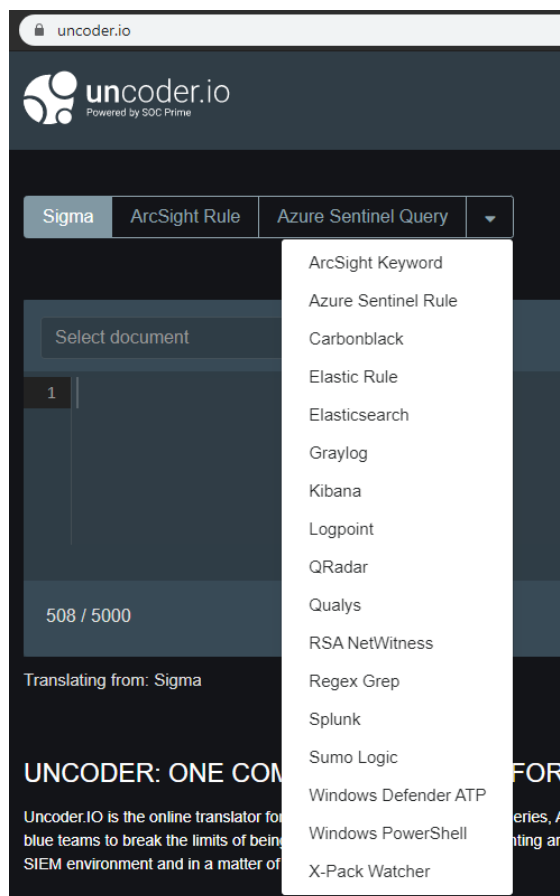 uncoder.io
uncoder.io
Powered by SOC Prime
Sigma
ArcSight Rule
Azure Sentinel Query
ArcSight Keyword
Azure Sentinel Rule
Carbonblack
Elastic Rule
Elasticsearch
Graylog
Kibana
Logpoint
QRadar
Qualys
RSA NetWitness
Regex Grep
Splunk
Sumo Logic
Windows Defender ATP
Windows PowerShell
X-Pack Watcher
Select document
1
508 / 5000
Translating from: Sigma
UNCODER: ONE COM FOR
Uncoder.IO is the online translator for eries, A
blue teams to break the limits of being nting ar
SIEM environment and in a matter of